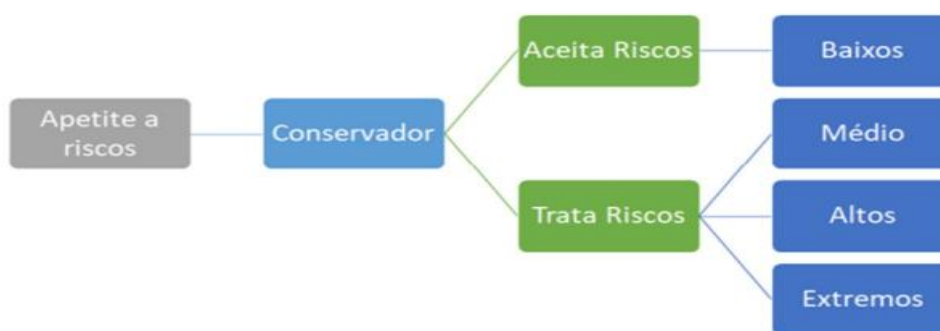 Apetite a
riscos
Conservador
Aceita Riscos
Baixos
Trata Riscos
Médio
Altos
Extremos